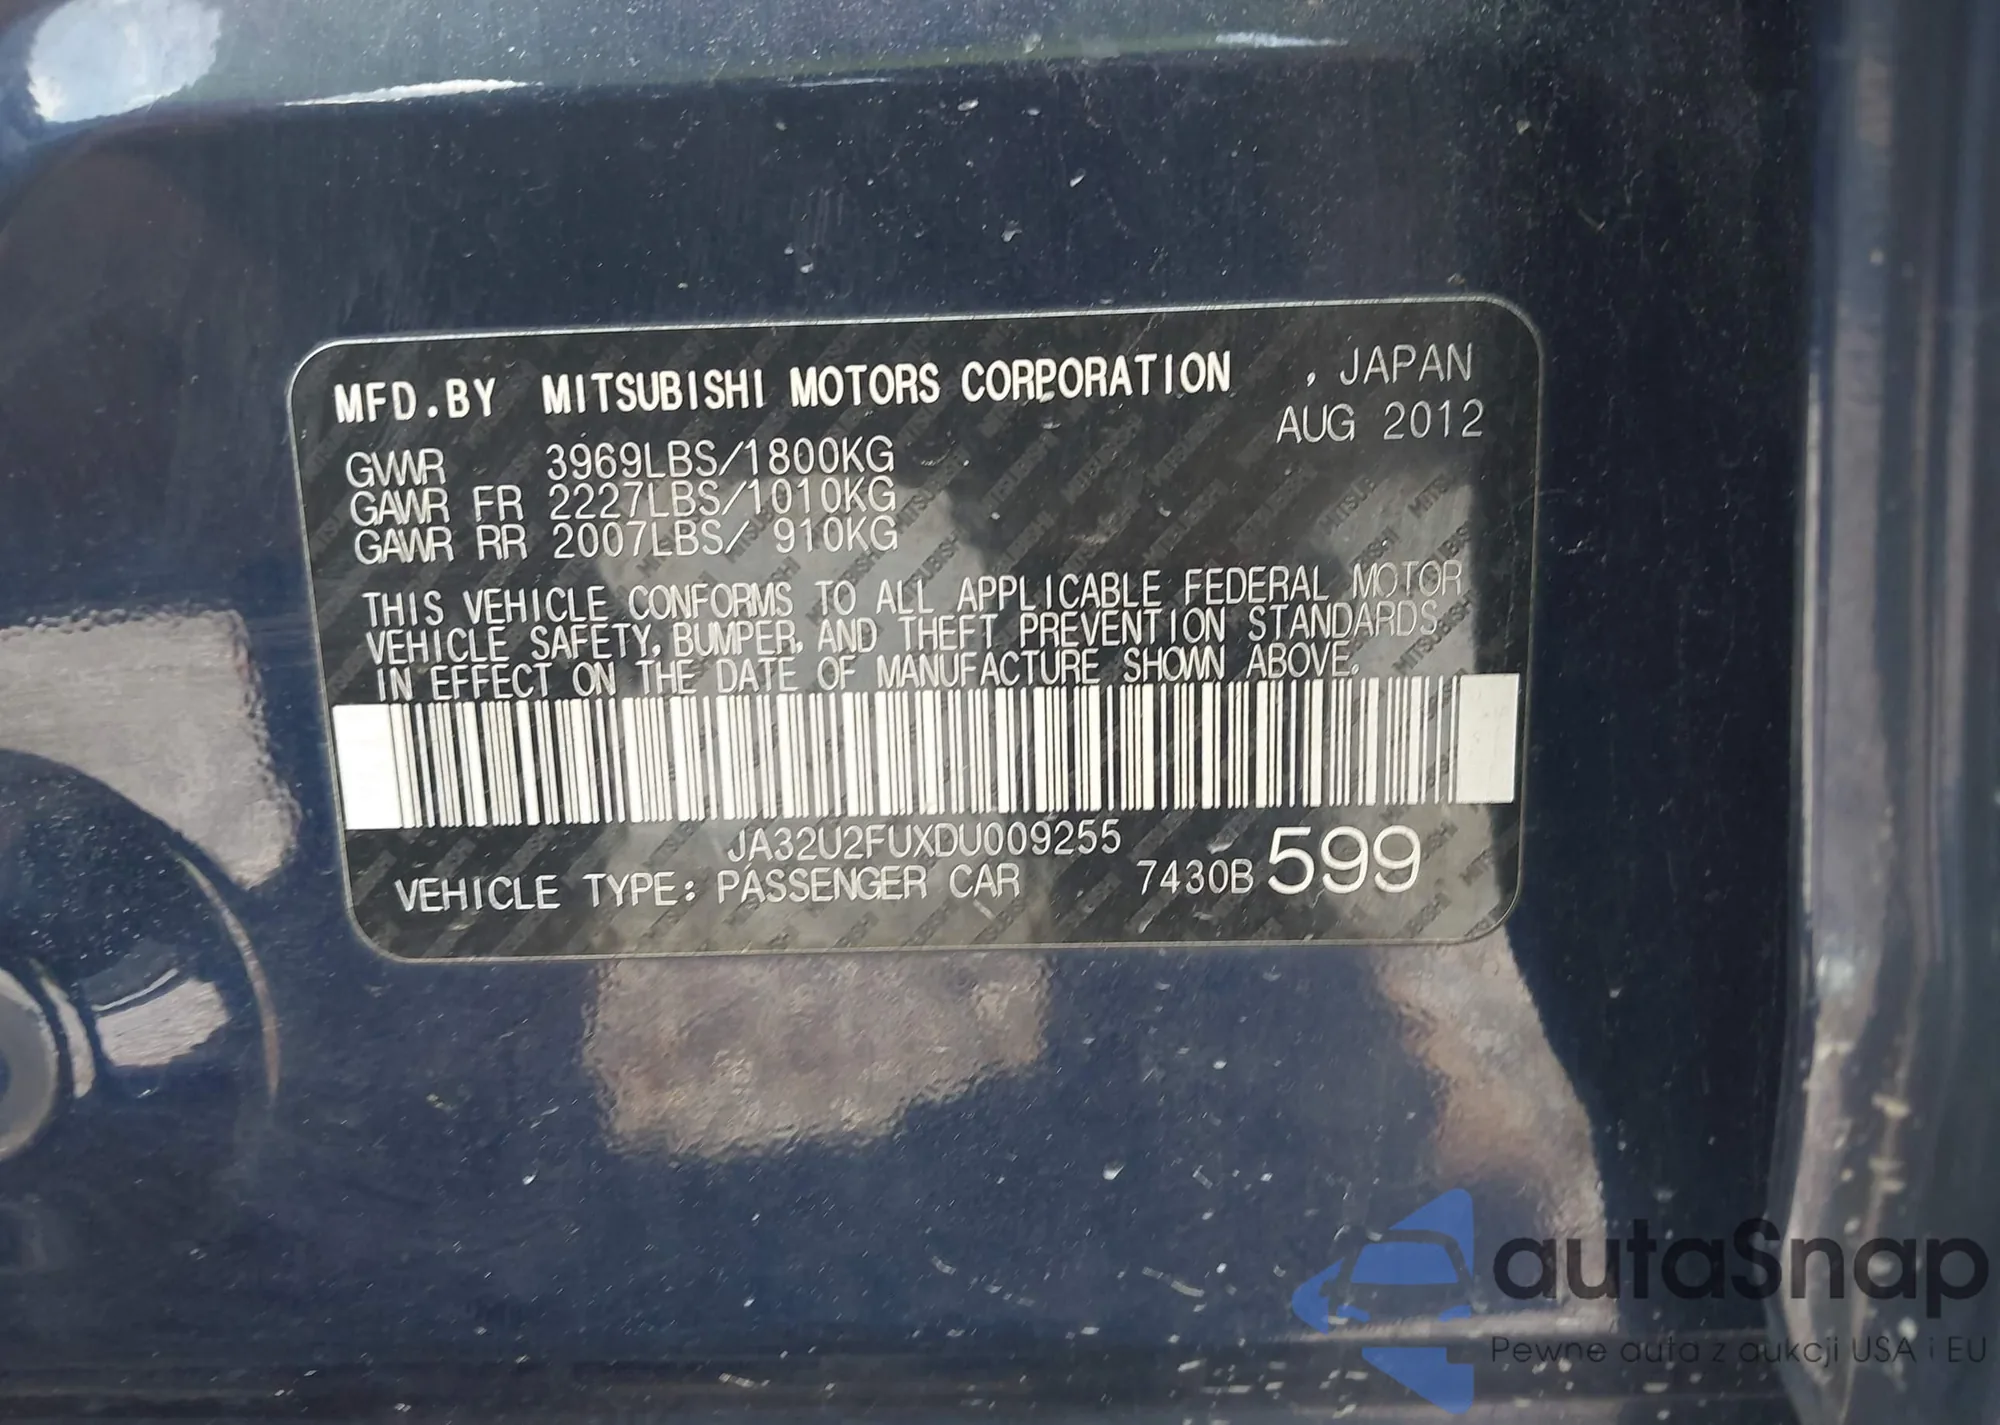 MFD.BY MITSUBISHI MOTORS CORPORATION , JAPAN
AUG 2012
GVWR 3969LBS/1800KG
GAWR FR 2227LBS/1010KG
GAWR RR 2007LBS/ 910KG
THIS VEHICLE CONFORMS TO ALL APPLICABLE FEDERAL MOTOR
VEHICLE SAFETY, BUMPER, AND THEFT PREVENTION STANDARDS
IN EFFECT ON THE DATE OF MANUFACTURE SHOWN ABOVE.
JA32U2FUXDU009255
VEHICLE TYPE: PASSENGER CAR 7430B 599
autaSnap
Pewne auta z aukcji USA i EU